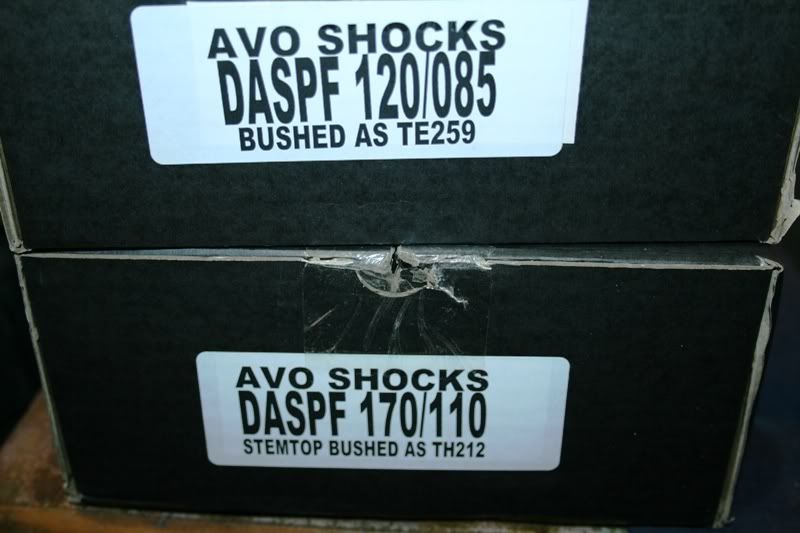 AVO SHOCKS
DASPF 120/085
BUSHED AS TE259
AVO SHOCKS
DASPF 170/110
STEMTOP BUSHED AS TH212